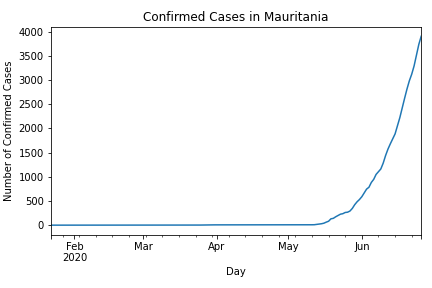 Confirmed Cases in Mauritania
Number of Confirmed Cases
4000
3500
3000
2500
2000
1500
1000
500
0
Feb
2020
Mar
Apr
May
Jun
Day